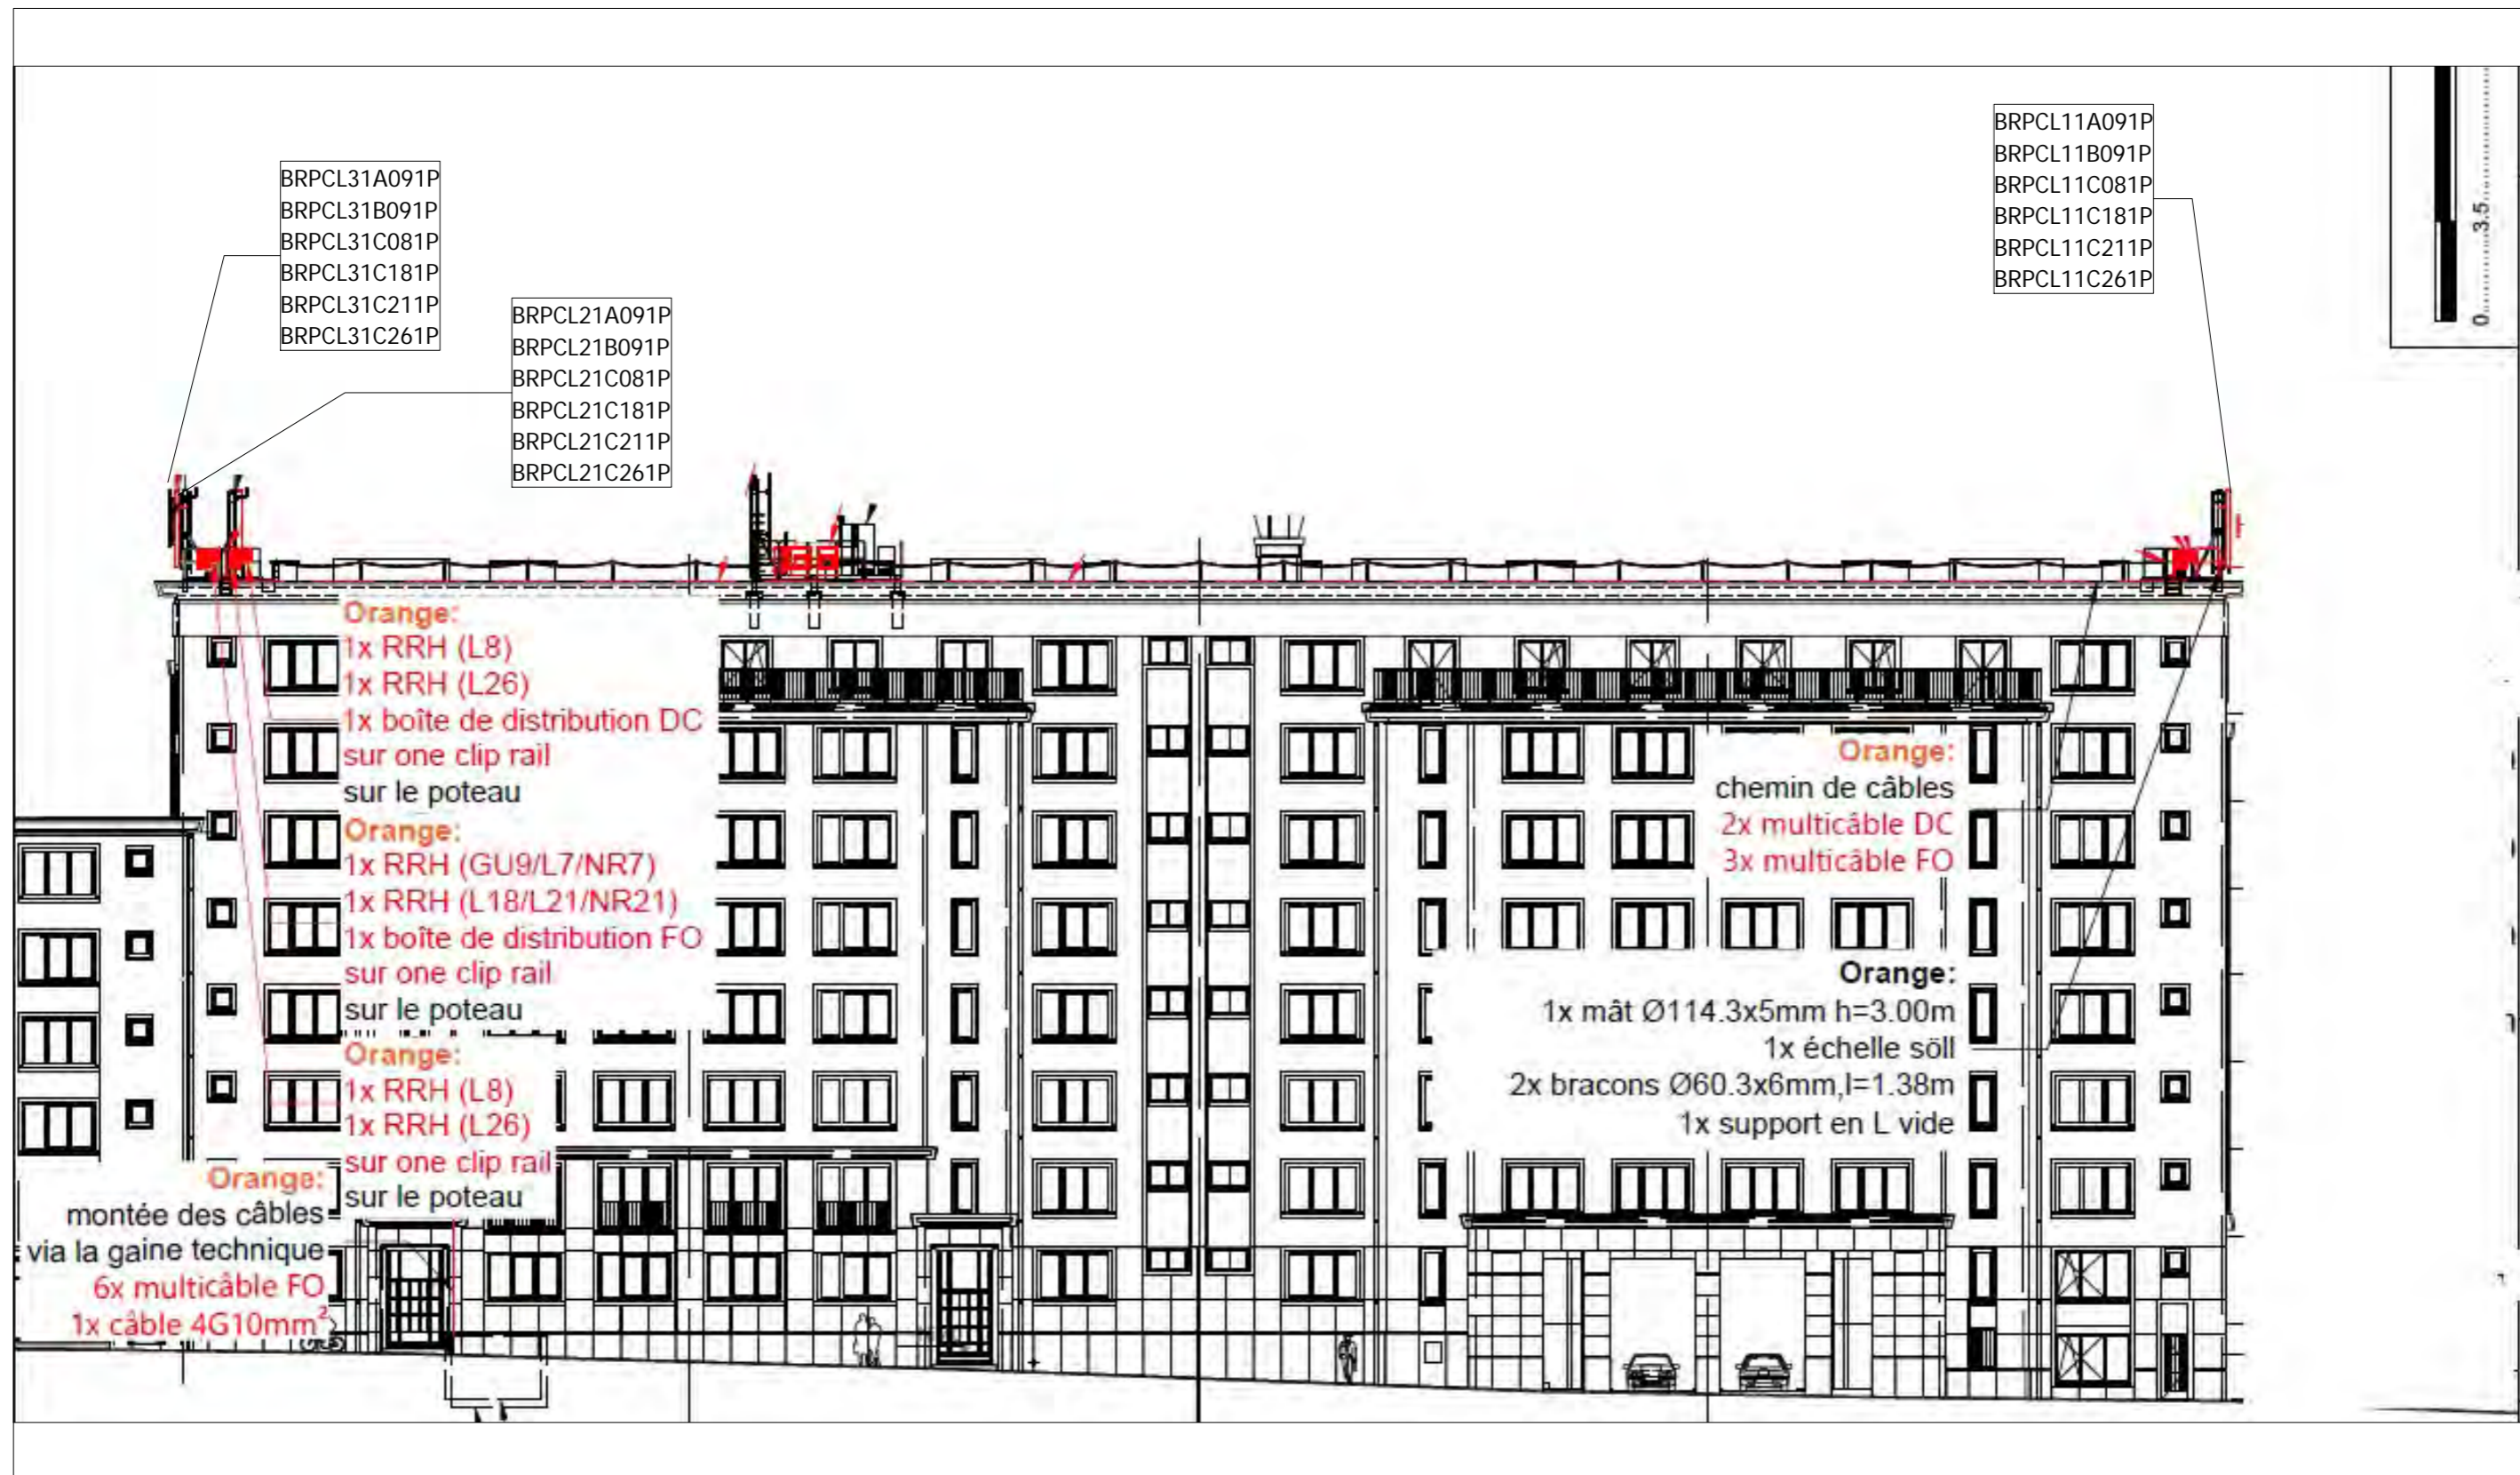 BRPCL31A091P
BRPCL31B091P
BRPCL31C081P
BRPCL31C181P
BRPCL31C211P
BRPCL31C261P
BRPCL21A091P
BRPCL21B091P
BRPCL21C081P
BRPCL21C181P
BRPCL21C211P
BRPCL21C261P
BRPCL11A091P
BRPCL11B091P
BRPCL11C081P
BRPCL11C181P
BRPCL11C211P
BRPCL11C261P
0..............3.5..............
Orange:
1x RRH (L8)
1x RRH (L26)
1x boîte de distribution DC
sur one clip rail
sur le poteau
Orange:
1x RRH (GU9/L7/NR7)
1x RRH (L18/L21/NR21)
1x boîte de distribution FO
sur one clip rail
sur le poteau
Orange:
1x RRH (L8)
1x RRH (L26)
sur one clip rail
sur le poteau
Orange:
montée des câbles
via la gaine technique
6x multicâble FO
1x câble 4G10mm²
Orange:
chemin de câbles
2x multicâble DC
3x multicâble FO
Orange:
1x mât Ø114.3x5mm h=3.00m
1x échelle söll
2x bracons Ø60.3x6mm,l=1.38m
1x support en L vide